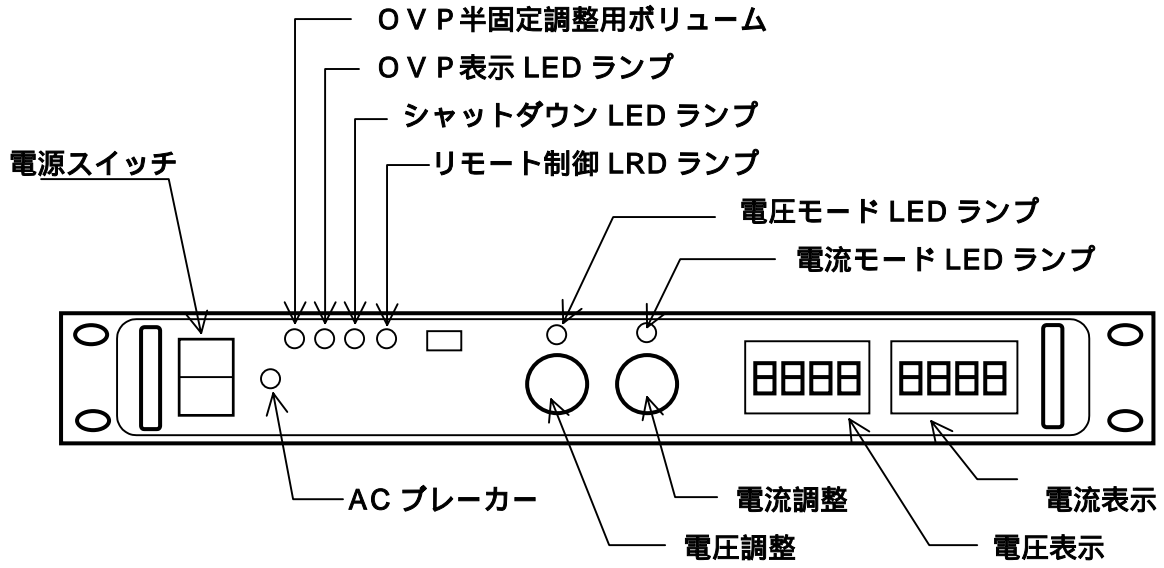 ＯＶＰ半固定調整用ボリューム
ＯＶＰ表示 LED ランプ
シャットダウン LED ランプ
リモート制御 LRD ランプ
電源スイッチ
電圧モード LED ランプ
電流モード LED ランプ
AC ブレーカー
電流調整
電流表示
電圧調整
電圧表示